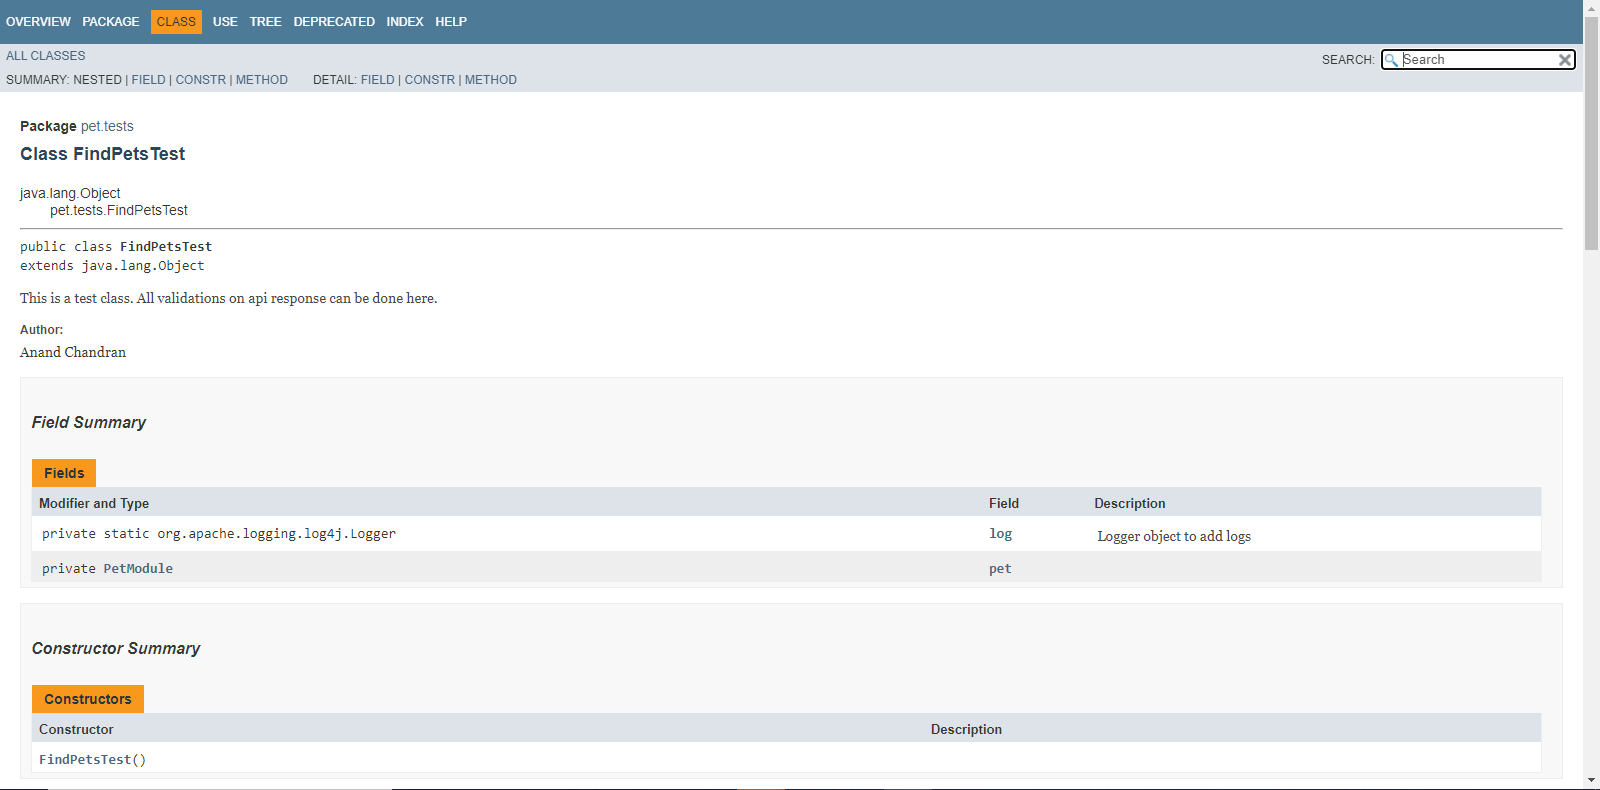 OVERVIEW PACKAGE CLASS USE TREE DEPRECATED INDEX HELP
ALL CLASSES
SEARCH: Search
SUMMARY: NESTED | FIELD | CONSTR | METHOD DETAIL: FIELD | CONSTR | METHOD
Package pet.tests
Class FindPetsTest
java.lang.Object
pet.tests.FindPetsTest
public class FindPetsTest
extends java.lang.Object
This is a test class. All validations on api response can be done here.
Author:
Anand Chandran
Field Summary
Fields
Modifier and Type Field Description
private static org.apache.logging.log4j.Logger log Logger object to add logs
private PetModule pet
Constructor Summary
Constructors
Constructor Description
FindPetsTest()